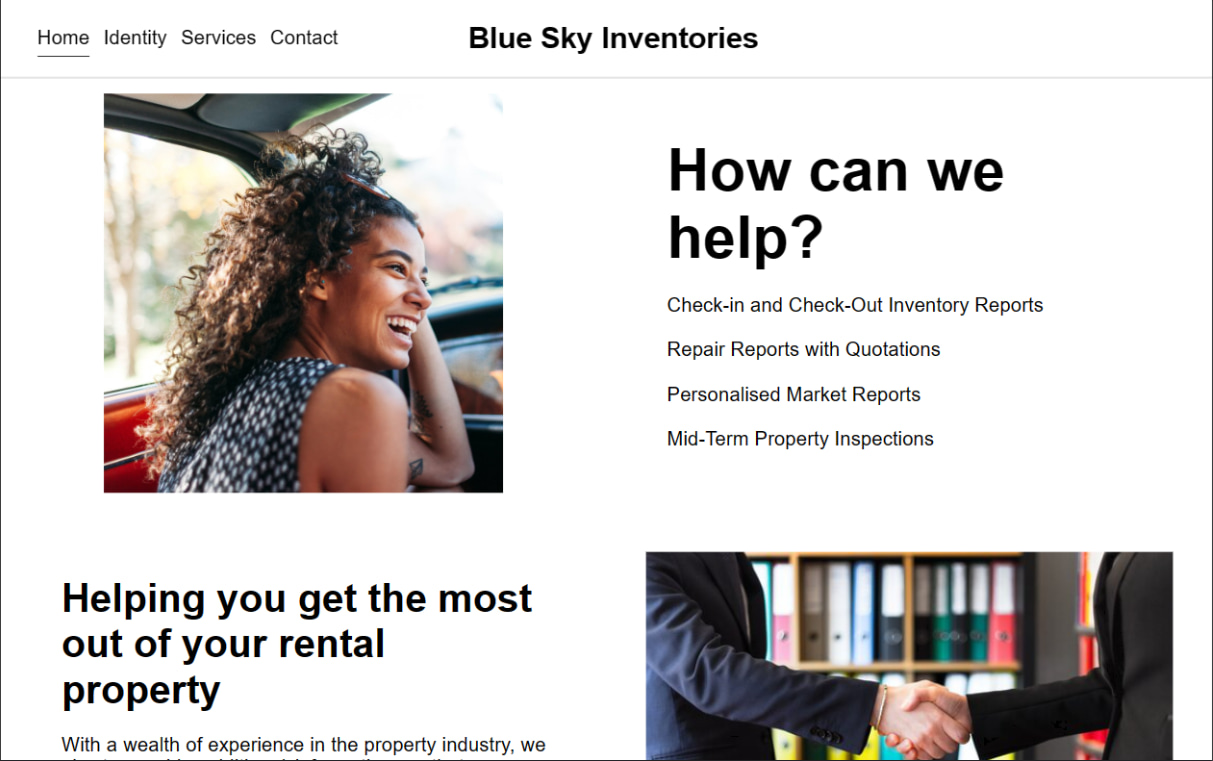 Home Identity Services Contact
Blue Sky Inventories
How can we
help?
Check-in and Check-Out Inventory Reports
Repair Reports with Quotations
Personalised Market Reports
Mid-Term Property Inspections
Helping you get the most
out of your rental
property
With a wealth of experience in the property industry, we